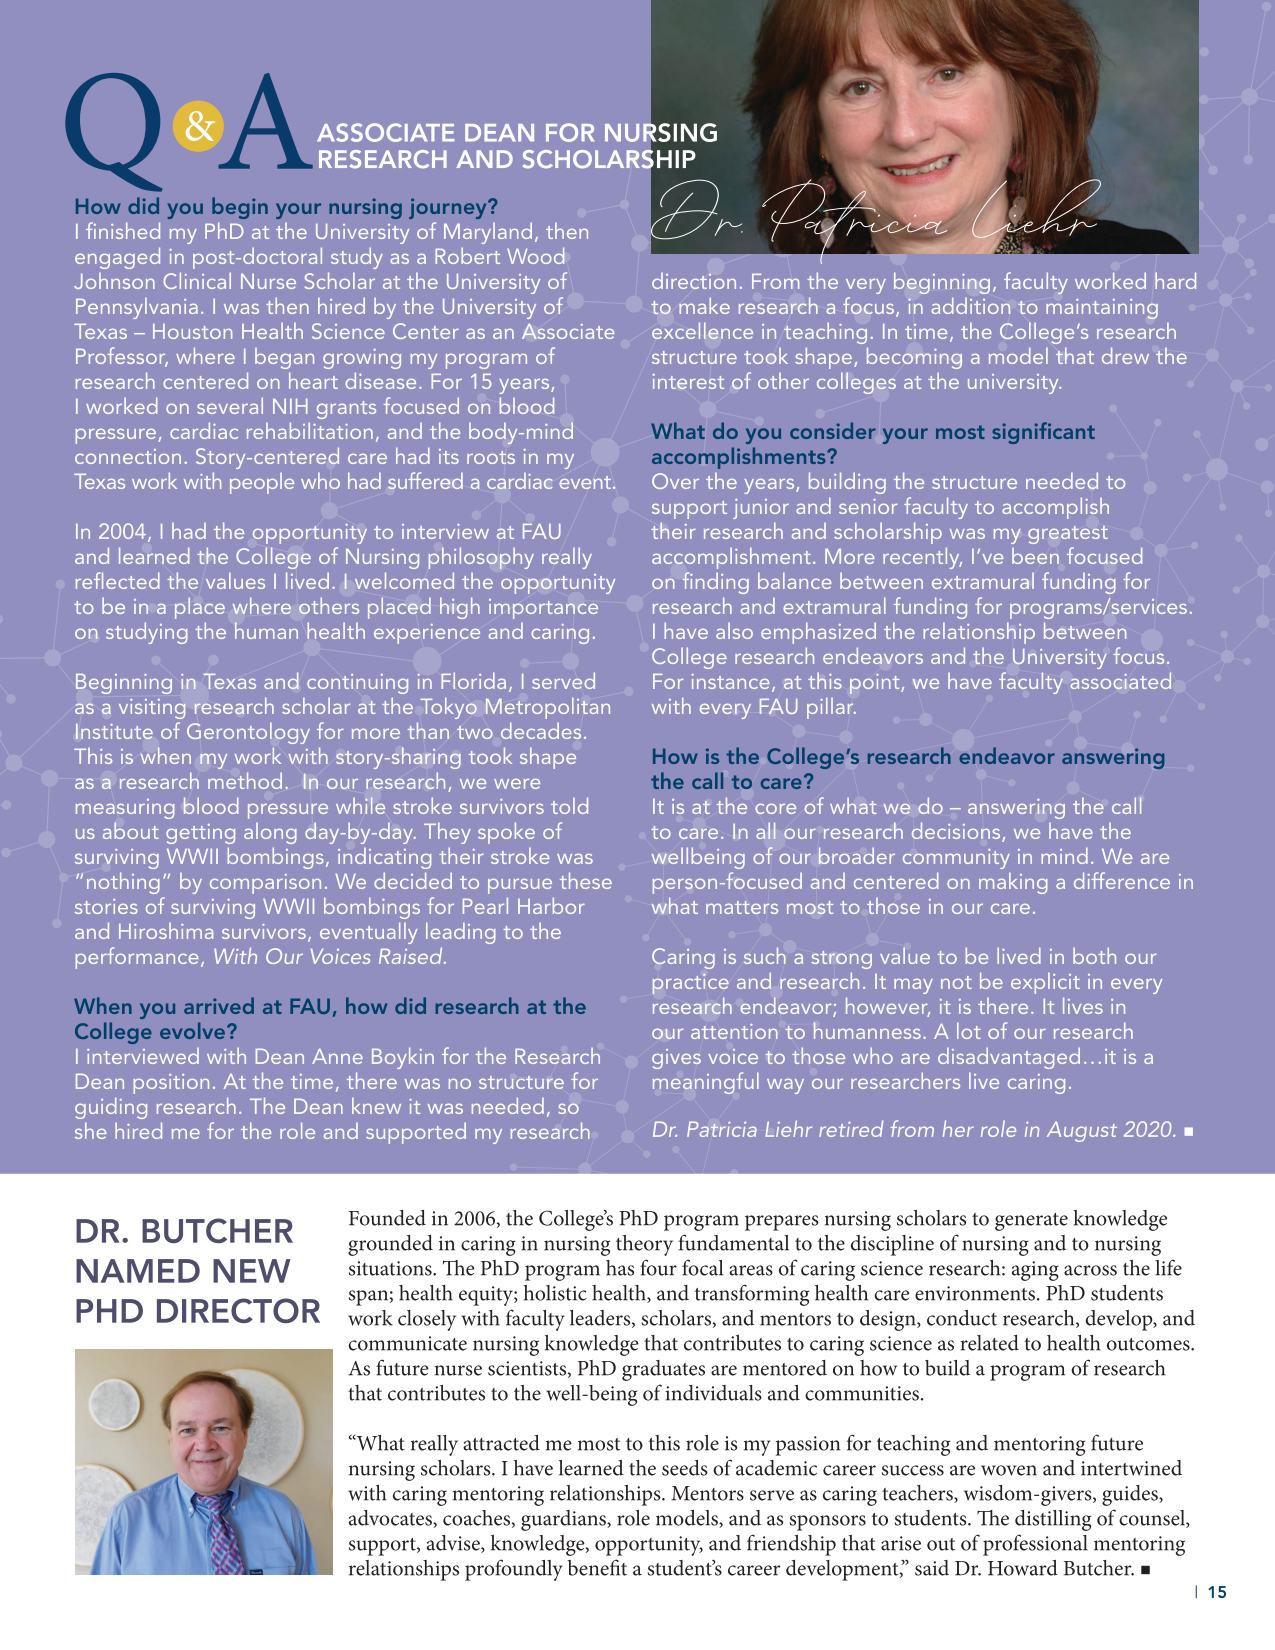 Q & A
ASSOCIATE DEAN FOR NURSING
RESEARCH AND SCHOLARSHIP
Dr. Patricia Liehr
How did you begin your nursing journey?
I finished my PhD at the University of Maryland, then
engaged in post-doctoral study as a Robert Wood
Johnson Clinical Nurse Scholar at the University of
Pennsylvania. I was then hired by the University of
Texas – Houston Health Science Center as an Associate
Professor, where I began growing my program of
research centered on heart disease. For 15 years,
I worked on several NIH grants focused on blood
pressure, cardiac rehabilitation, and the body-mind
connection. Story-centered care had its roots in my
Texas work with people who had suffered a cardiac event.
In 2004, I had the opportunity to interview at FAU
and learned the College of Nursing philosophy really
reflected the values I lived. I welcomed the opportunity
to be in a place where others placed high importance
on studying the human health experience and caring.
Beginning in Texas and continuing in Florida, I served
as a visiting research scholar at the Tokyo Metropolitan
Institute of Gerontology for more than two decades.
This is when my work with story-sharing took shape
as a research method.  In our research, we were
measuring blood pressure while stroke survivors told
us about getting along day-by-day. They spoke of
surviving WWII bombings, indicating their stroke was
“nothing” by comparison. We decided to pursue these
stories of surviving WWII bombings for Pearl Harbor
and Hiroshima survivors, eventually leading to the
performance, With Our Voices Raised.
When you arrived at FAU, how did research at the
College evolve?
I interviewed with Dean Anne Boykin for the Research
Dean position. At the time, there was no structure for
guiding research. The Dean knew it was needed, so
she hired me for the role and supported my research
direction. From the very beginning, faculty worked hard
to make research a focus, in addition to maintaining
excellence in teaching. In time, the College’s research
structure took shape, becoming a model that drew the
interest of other colleges at the university.
What do you consider your most significant
accomplishments?
Over the years, building the structure needed to
support junior and senior faculty to accomplish
their research and scholarship was my greatest
accomplishment. More recently, I’ve been focused
on finding balance between extramural funding for
research and extramural funding for programs/services.
I have also emphasized the relationship between
College research endeavors and the University focus.
For instance, at this point, we have faculty associated
with every FAU pillar.
How is the College’s research endeavor answering
the call to care?
It is at the core of what we do – answering the call
to care. In all our research decisions, we have the
wellbeing of our broader community in mind. We are
person-focused and centered on making a difference in
what matters most to those in our care.
Caring is such a strong value to be lived in both our
practice and research. It may not be explicit in every
research endeavor; however, it is there. It lives in
our attention to humanness. A lot of our research
gives voice to those who are disadvantaged…it is a
meaningful way our researchers live caring.
Dr. Patricia Liehr retired from her role in August 2020. ■
DR. BUTCHER
NAMED NEW
PHD DIRECTOR
Founded in 2006, the College’s PhD program prepares nursing scholars to generate knowledge
grounded in caring in nursing theory fundamental to the discipline of nursing and to nursing
situations. The PhD program has four focal areas of caring science research: aging across the life
span; health equity; holistic health, and transforming health care environments. PhD students
work closely with faculty leaders, scholars, and mentors to design, conduct research, develop, and
communicate nursing knowledge that contributes to caring science as related to health outcomes.
As future nurse scientists, PhD graduates are mentored on how to build a program of research
that contributes to the well-being of individuals and communities.
“What really attracted me most to this role is my passion for teaching and mentoring future
nursing scholars. I have learned the seeds of academic career success are woven and intertwined
with caring mentoring relationships. Mentors serve as caring teachers, wisdom-givers, guides,
advocates, coaches, guardians, role models, and as sponsors to students. The distilling of counsel,
support, advise, knowledge, opportunity, and friendship that arise out of professional mentoring
relationships profoundly benefit a student’s career development,” said Dr. Howard Butcher. ■
| 15